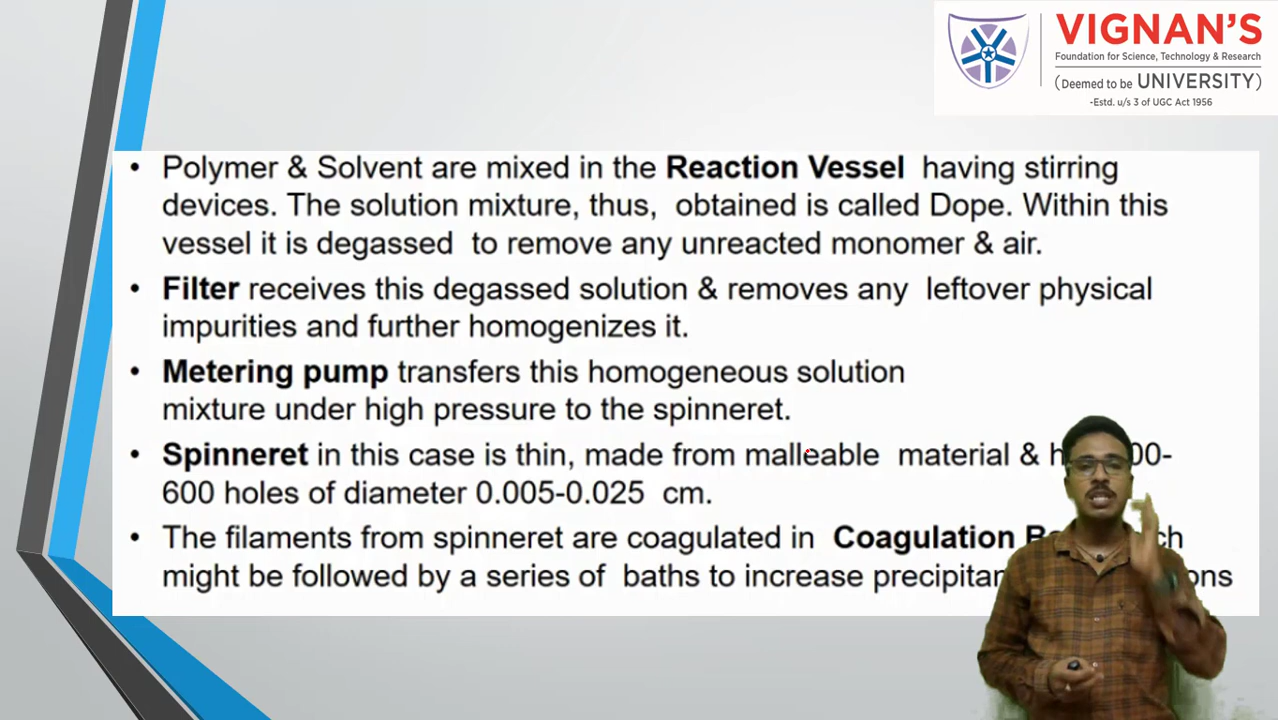 VIGNAN'S
Foundation for Science, Technology & Research
(Deemed to be UNIVERSITY)
-Estd. u/s 3 of UGC Act 1956
• Polymer & Solvent are mixed in the Reaction Vessel having stirring
devices. The solution mixture, thus, obtained is called Dope. Within this
vessel it is degassed to remove any unreacted monomer & air.
• Filter receives this degassed solution & removes any leftover physical
impurities and further homogenizes it.
• Metering pump transfers this homogeneous solution
mixture under high pressure to the spinneret.
• Spinneret in this case is thin, made from malleable material &
600 holes of diameter 0.005-0.025 cm.
• The filaments from spinneret are coagulated in Coagulation
might be followed by a series of baths to increase